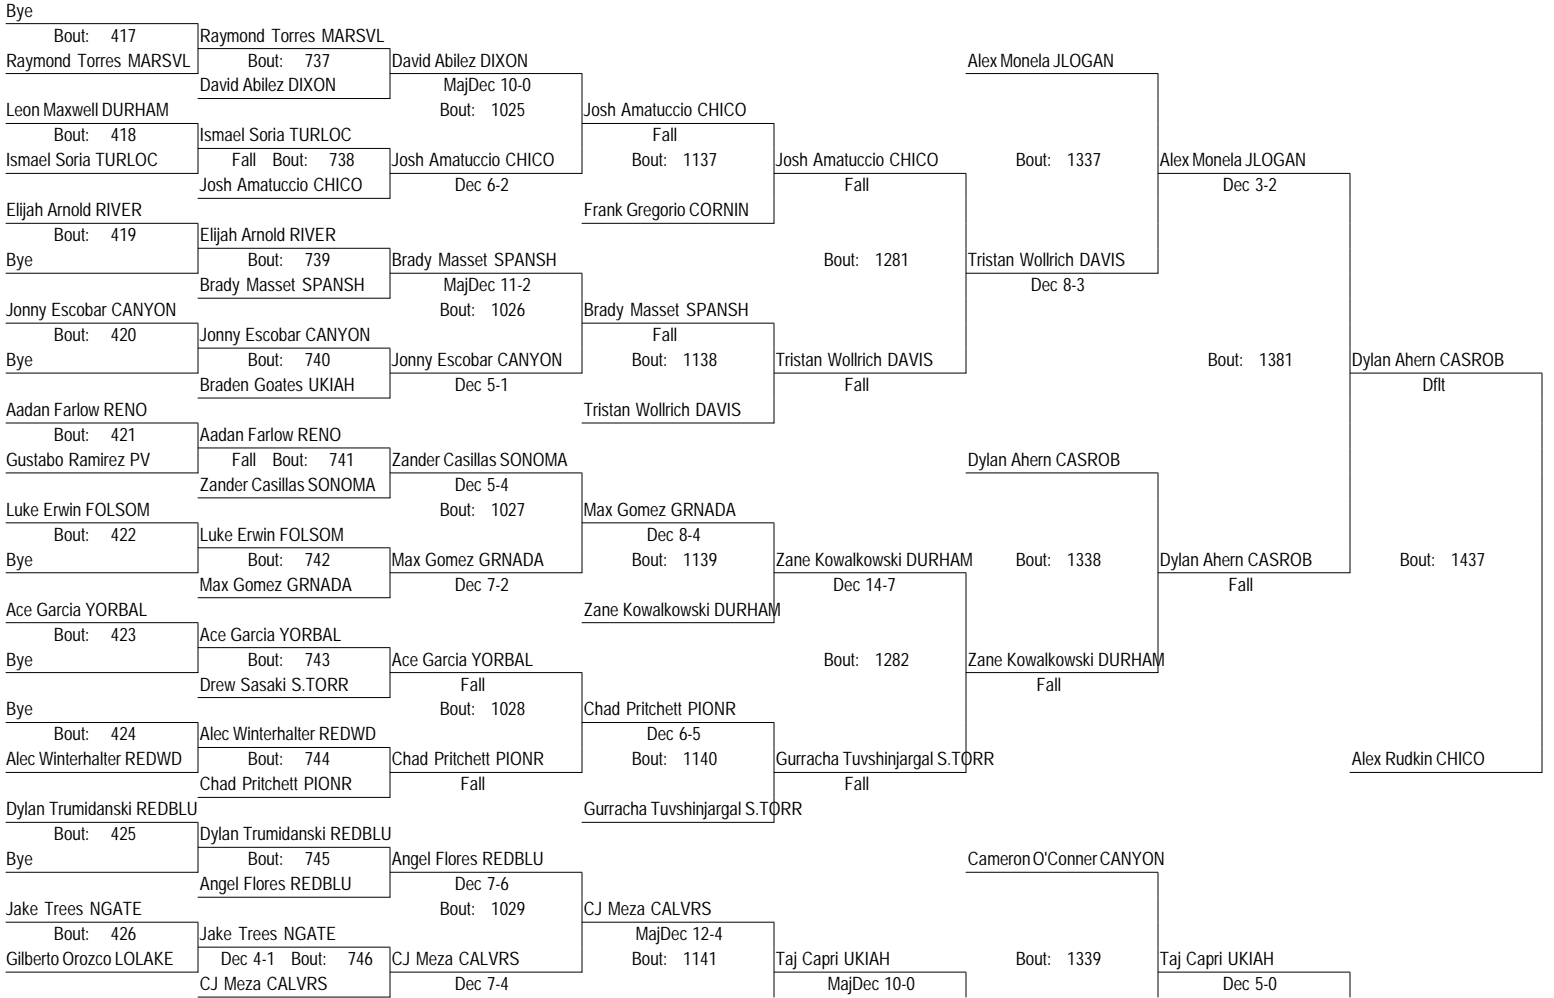 Bye
Bout: 417 Raymond Torres MARSVL
Raymond Torres MARSVL Bout: 737 David Abilez DIXON Alex Monela JLOGAN
David Abilez DIXON MajDec 10-0
Leon Maxwell DURHAM Bout: 1025 Josh Amatuccio CHICO
Bout: 418 Ismael Soria TURLOC Fall
Ismael Soria TURLOC Fall Bout: 738 Josh Amatuccio CHICO Bout: 1137 Josh Amatuccio CHICO Bout: 1337 Alex Monela JLOGAN
Josh Amatuccio CHICO Dec 6-2 Fall Dec 3-2
Elijah Arnold RIVER Frank Gregorio CORNIN
Bout: 419 Elijah Arnold RIVER
Bye Bout: 739 Brady Masset SPANSH Bout: 1281 Tristan Wollrich DAVIS
Brady Masset SPANSH MajDec 11-2 Dec 8-3
Jonny Escobar CANYON Bout: 1026 Brady Masset SPANSH
Bout: 420 Jonny Escobar CANYON Fall
Bye Bout: 740 Jonny Escobar CANYON Bout: 1138 Tristan Wollrich DAVIS Bout: 1381 Dylan Ahern CASROB
Braden Goates UKIAH Dec 5-1 Fall Dflt
Aadan Farlow RENO Tristan Wollrich DAVIS
Bout: 421 Aadan Farlow RENO
Gustabo Ramirez PV Fall Bout: 741 Zander Casillas SONOMA Dylan Ahern CASROB
Zander Casillas SONOMA Dec 5-4
Luke Erwin FOLSOM Bout: 1027 Max Gomez GRNADA
Bout: 422 Luke Erwin FOLSOM Dec 8-4
Bye Bout: 742 Max Gomez GRNADA Bout: 1139 Zane Kowalkowski DURHAM Bout: 1338 Dylan Ahern CASROB Bout: 1437
Max Gomez GRNADA Dec 7-2 Dec 14-7 Fall
Ace Garcia YORBAL Zane Kowalkowski DURHAM
Bout: 423 Ace Garcia YORBAL
Bye Bout: 743 Ace Garcia YORBAL Bout: 1282 Zane Kowalkowski DURHAM
Drew Sasaki S.TORR Fall Fall
Bye Bout: 1028 Chad Pritchett PIONR
Bout: 424 Alec Winterhalter REDWD Dec 6-5
Alec Winterhalter REDWD Bout: 744 Chad Pritchett PIONR Bout: 1140 Gurracha Tuvshinjargal S.TORR Alex Rudkin CHICO
Chad Pritchett PIONR Fall Fall
Dylan Trumidanski REDBLU Gurracha Tuvshinjargal S.TORR
Bout: 425 Dylan Trumidanski REDBLU
Bye Bout: 745 Angel Flores REDBLU Cameron O'Conner CANYON
Angel Flores REDBLU Dec 7-6
Jake Trees NGATE Bout: 1029 CJ Meza CALVRS
Bout: 426 Jake Trees NGATE MajDec 12-4
Gilberto Orozco LOLAKE Dec 4-1 Bout: 746 CJ Meza CALVRS Bout: 1141 Taj Capri UKIAH Bout: 1339 Taj Capri UKIAH
CJ Meza CALVRS Dec 7-4 MajDec 10-0 Dec 5-0